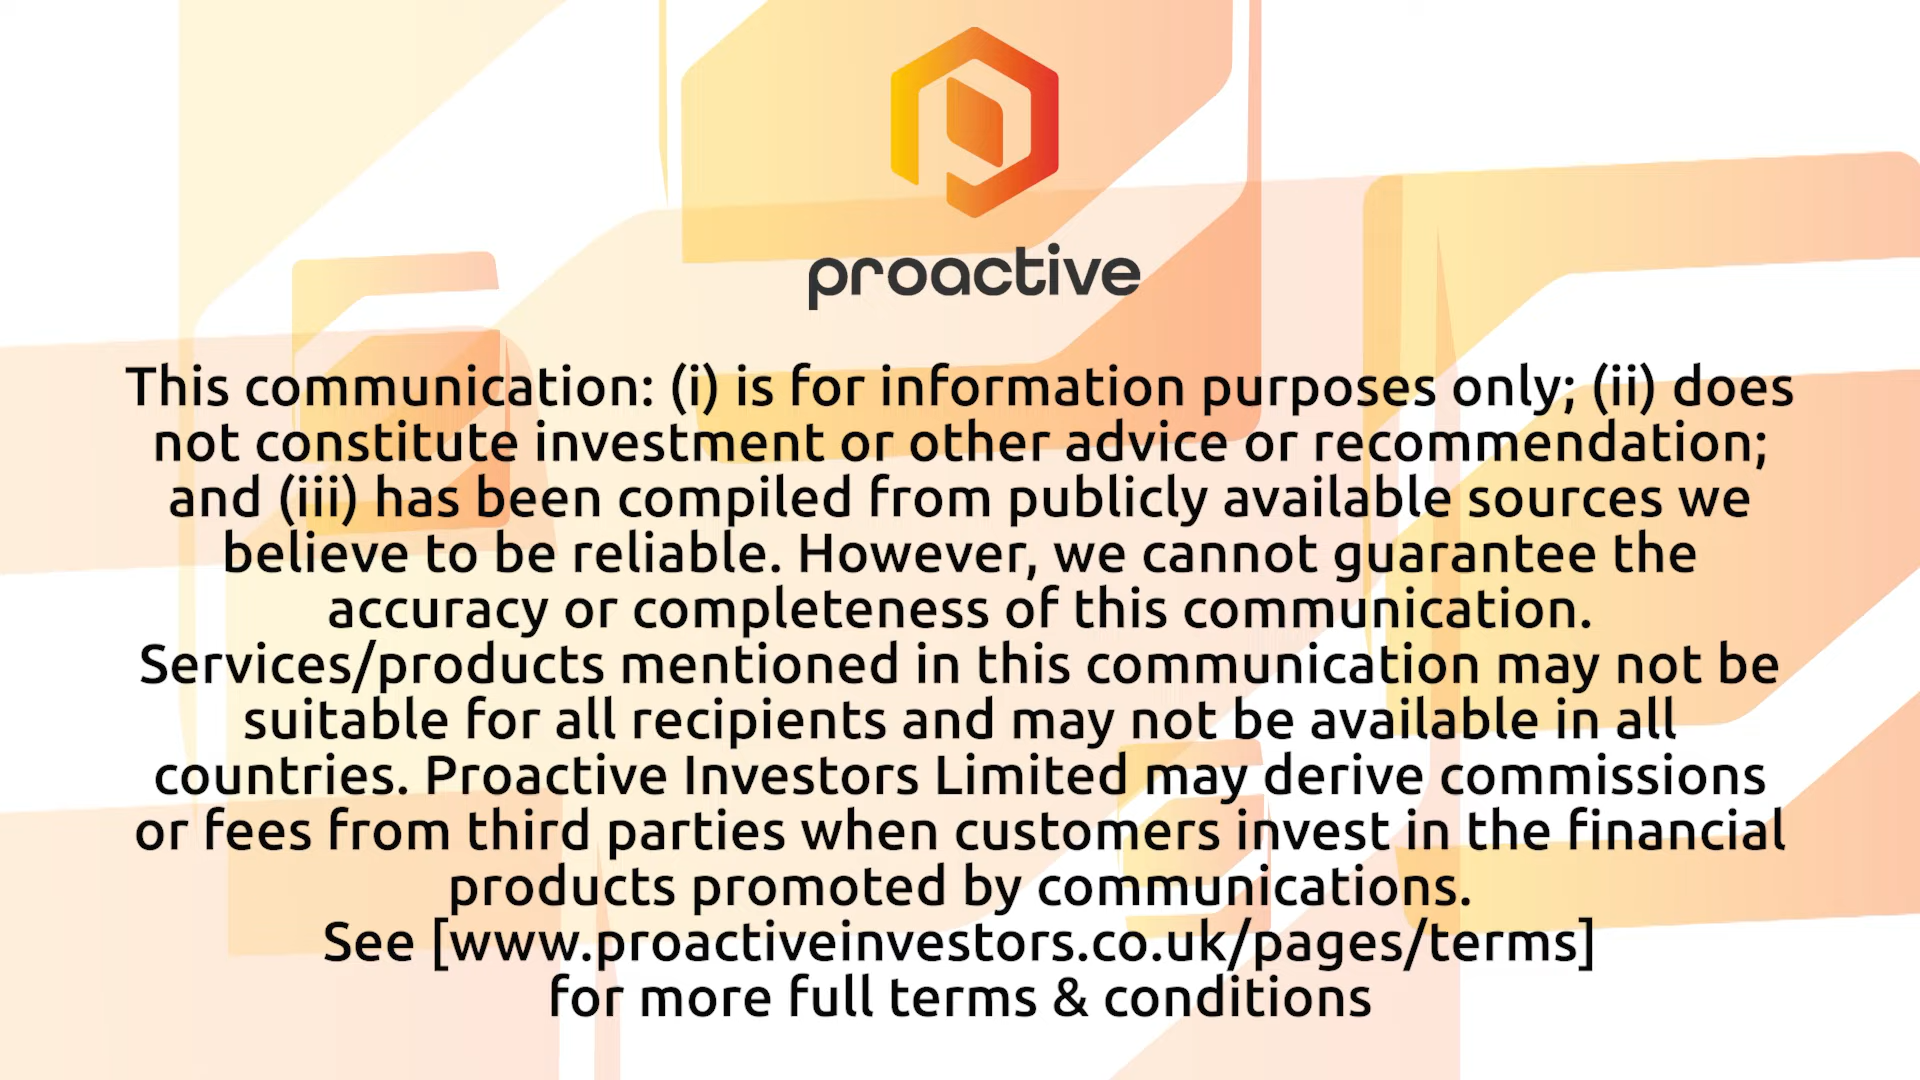 proactive
This communication: (i) is for information purposes only; (ii) does
not constitute investment or other advice or recommendation;
and (iii) has been compiled from publicly available sources we
believe to be reliable. However, we cannot guarantee the
accuracy or completeness of this communication.
Services/products mentioned in this communication may not be
suitable for all recipients and may not be available in all
countries. Proactive Investors Limited may derive commissions
or fees from third parties when customers invest in the financial
products promoted by communications.
See [www.proactiveinvestors.co.uk/pages/terms]
for more full terms & conditions